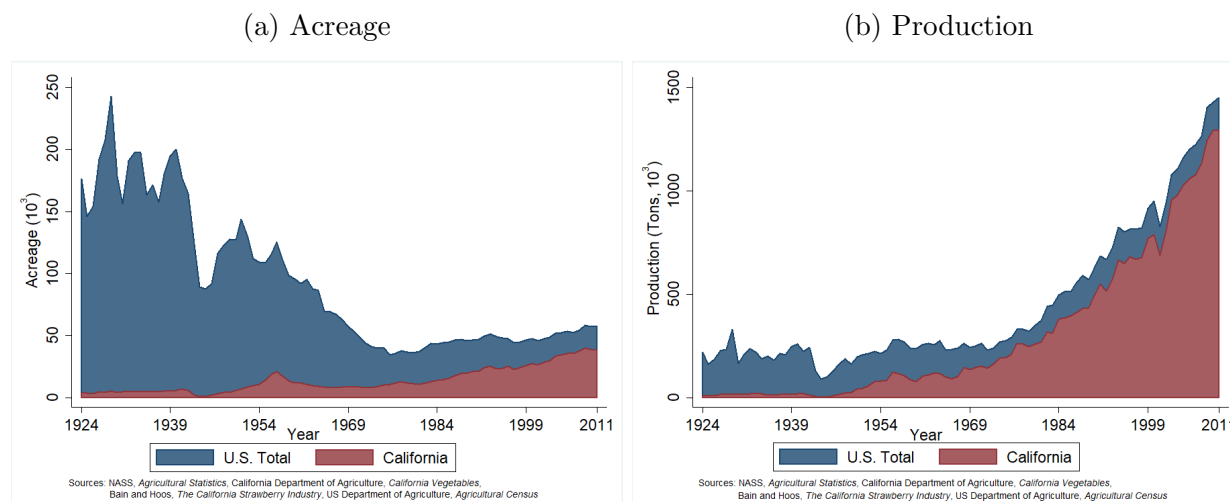 (a) Acreage
250
200
150
100
50
0
Acreage (10³)
1924 1939 1954 1969 1984 1999 2011
Year
U.S. Total California
Sources: NASS, Agricultural Statistics, California Department of Agriculture, California Vegetables,
Bain and Hoos, The California Strawberry Industry, US Department of Agriculture, Agricultural Census
(b) Production
1500
1000
500
0
Production (Tons, 10³)
1924 1939 1954 1969 1984 1999 2011
Year
U.S. Total California
Sources: NASS, Agricultural Statistics, California Department of Agriculture, California Vegetables,
Bain and Hoos, The California Strawberry Industry, US Department of Agriculture, Agricultural Census